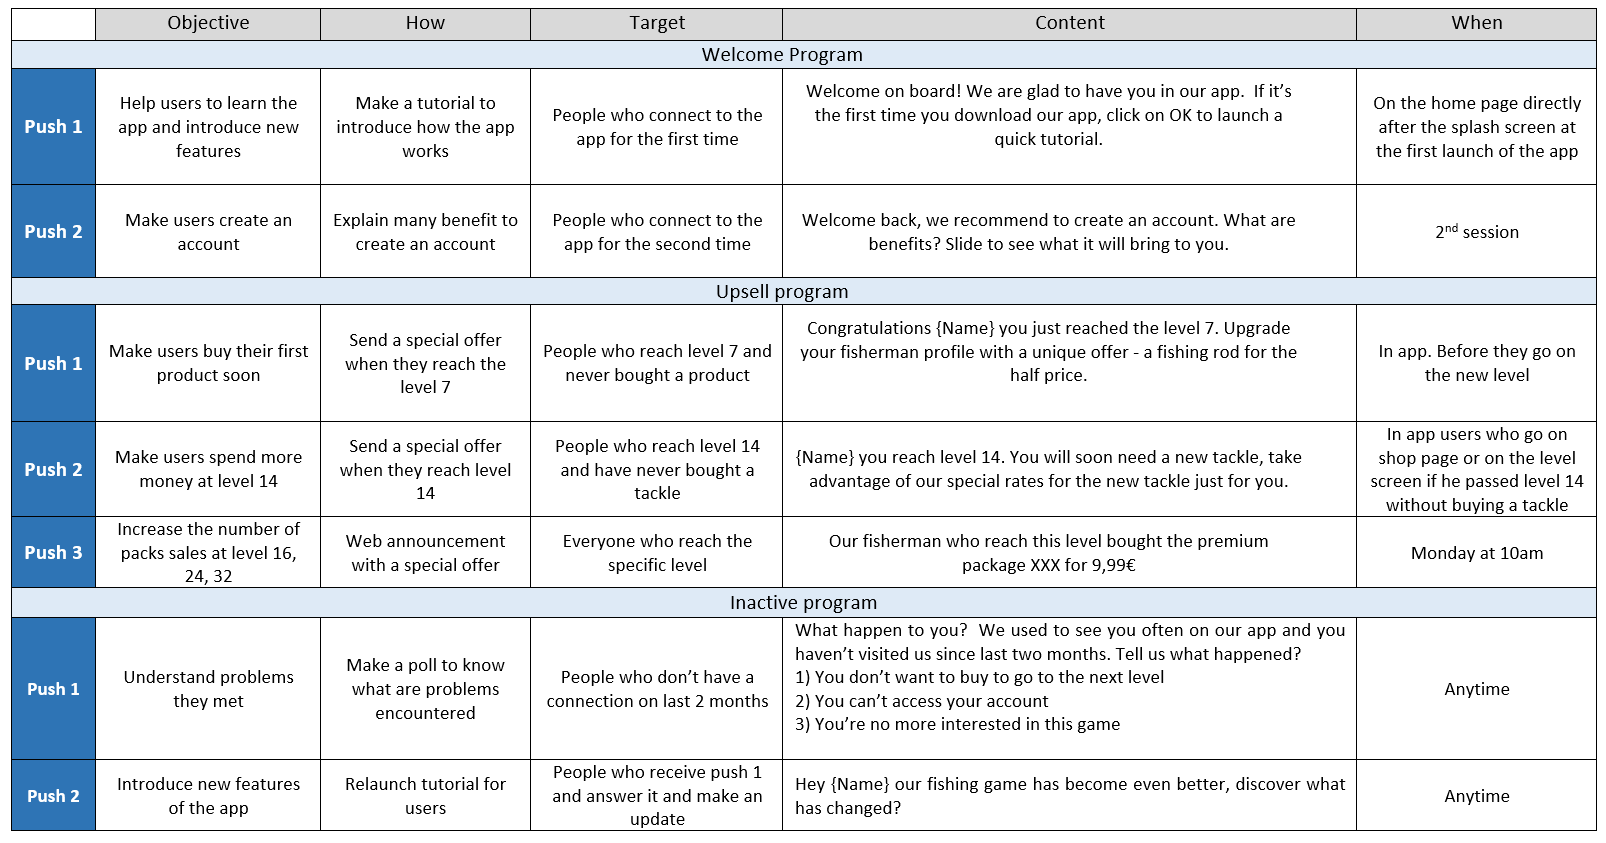 Objective How Target Content When
Welcome Program
Push 1
Help users to learn the
app and introduce new
features
Make a tutorial to
introduce how the app
works
People who connect to the
app for the first time
Welcome on board! We are glad to have you in our app.  If it’s
the first time you download our app, click on OK to launch a
quick tutorial.
On the home page directly
after the splash screen at
the first launch of the app
Push 2
Make users create an
account
Explain many benefit to
create an account
People who connect to the
app for the second time
Welcome back, we recommend to create an account. What are
benefits? Slide to see what it will bring to you.
2nd session
Upsell program
Push 1
Make users buy their first
product soon
Send a special offer
when they reach the
level 7
People who reach level 7 and
never bought a product
Congratulations {Name} you just reached the level 7. Upgrade
your fisherman profile with a unique offer - a fishing rod for the
half price.
In app. Before they go on
the new level
Push 2
Make users spend more
money at level 14
Send a special offer
when they reach level
14
People who reach level 14
and have never bought a
tackle
{Name} you reach level 14. You will soon need a new tackle, take
advantage of our special rates for the new tackle just for you.
In app users who go on
shop page or on the level
screen if he passed level 14
without buying a tackle
Push 3
Increase the number of
packs sales at level 16,
24, 32
Web announcement
with a special offer
Everyone who reach the
specific level
Our fisherman who reach this level bought the premium
package XXX for 9,99€
Monday at 10am
Inactive program
Push 1
Understand problems
they met
Make a poll to know
what are problems
encountered
People who don’t have a
connection on last 2 months
What happen to you?  We used to see you often on our app and you
haven’t visited us since last two months. Tell us what happened?
1) You don’t want to buy to go to the next level
2) You can’t access your account
3) You’re no more interested in this game
Anytime
Push 2
Introduce new features
of the app
Relaunch tutorial for
users
People who receive push 1
and answer it and make an
update
Hey {Name} our fishing game has become even better, discover what
has changed?
Anytime